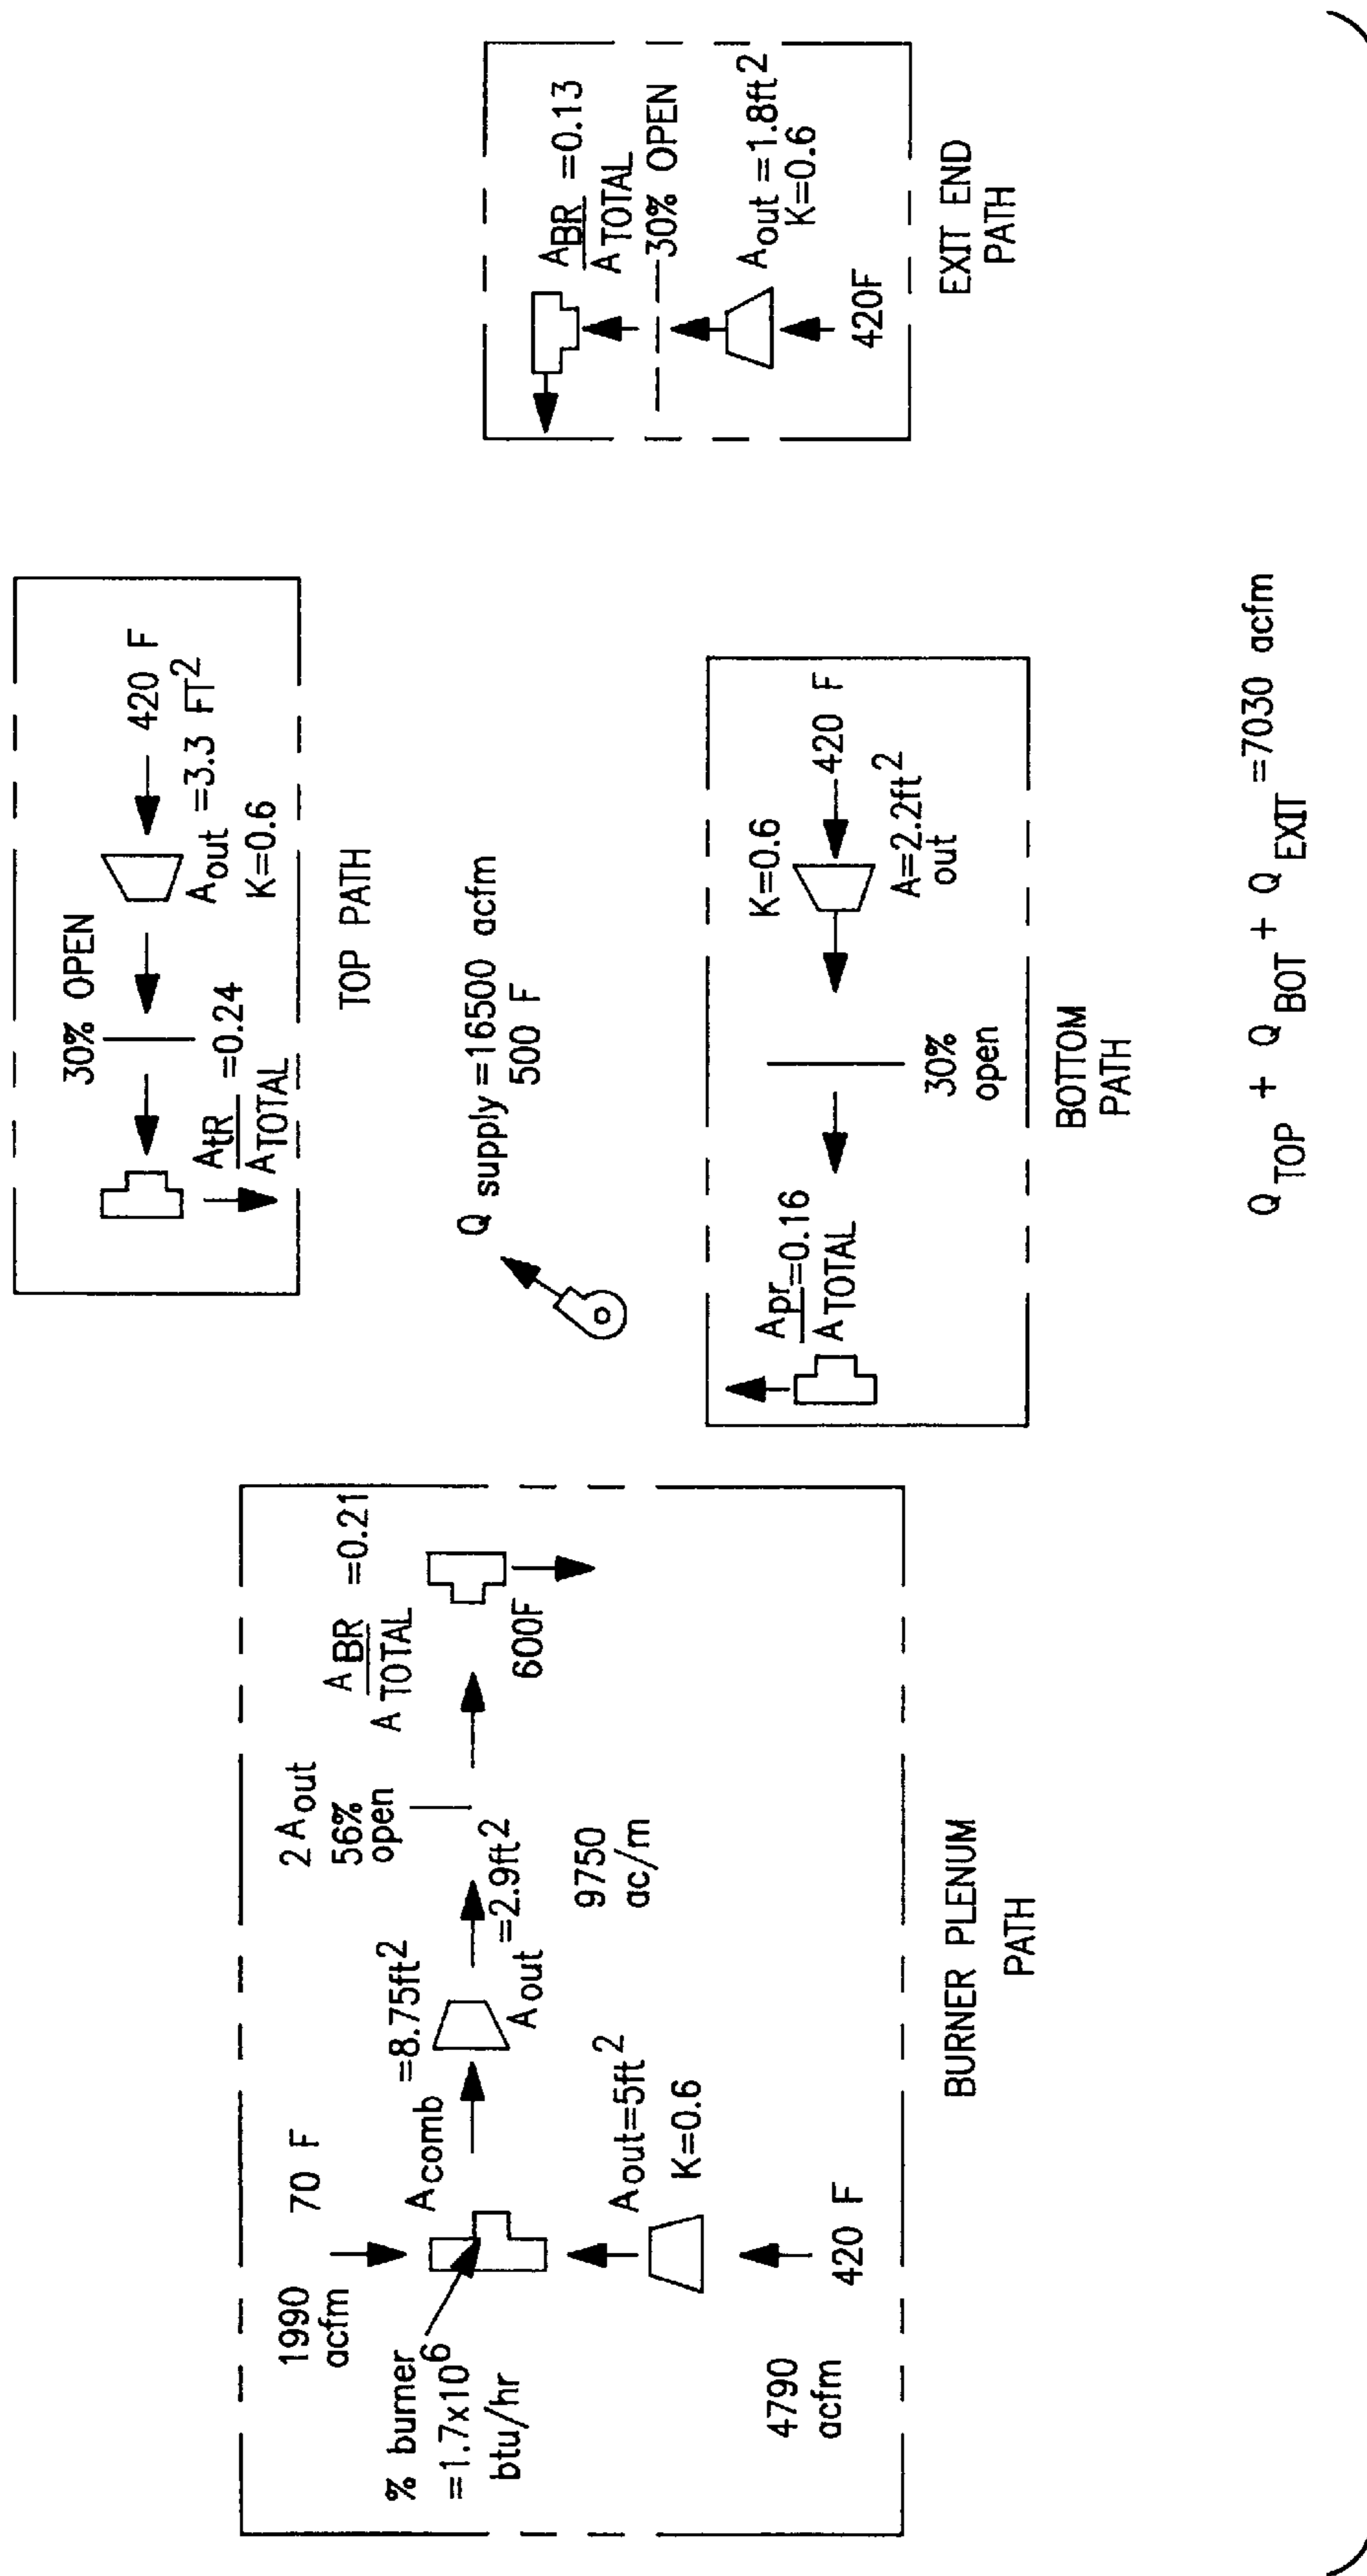 1990
acfm
70 F
% burner
=1.7x10⁶
btu/hr
Acomb
=8.75ft²
Aout=5ft²
K=0.6
4790
acfm
420 F
Aout
=2.9ft²
2 Aout
56%
open
9750
ac/m
ABR
ATOTAL
=0.21
600F
BURNER PLENUM
PATH
30% OPEN
420 F
Aout =3.3 FT²
K=0.6
AtR
ATOTAL
=0.24
TOP PATH
Q supply=16500 acfm
500 F
Apr
ATOTAL
=0.16
K=0.6
420 F
A=2.2ft²
out
30%
open
BOTTOM
PATH
ABR
ATOTAL
=0.13
30% OPEN
Aout =1.8ft²
K=0.6
420F
EXIT END
PATH
QTOP + QBOT + QEXIT =7030 acfm